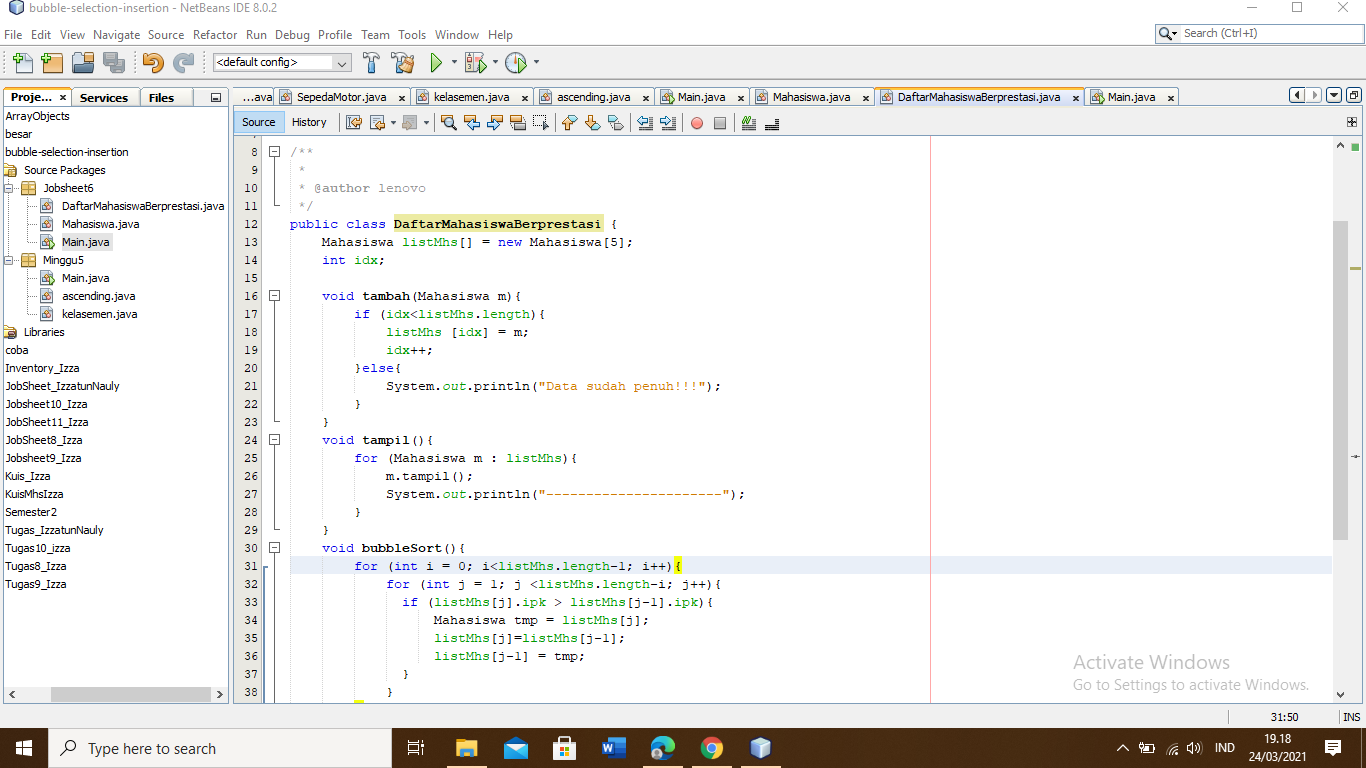 bubble-selection-insertion - NetBeans IDE 8.0.2
File Edit View Navigate Source Refactor Run Debug Profile Team Tools Window Help
Search (Ctrl+I)
<default config>
Proje... × Services Files
...ava SepedaMotor.java × kelasemen.java × ascending.java × Main.java × Mahasiswa.java × DaftarMahasiswaBerprestasi.java × Main.java ×
Source History
ArrayObjects
besar
bubble-selection-insertion
Source Packages
Jobsheet6
DaftarMahasiswaBerprestasi.java
Mahasiswa.java
Main.java
Minggu5
Main.java
ascending.java
kelasemen.java
Libraries
coba
Inventory_Izza
JobSheet_IzzatunNauly
Jobsheet10_Izza
JobSheet11_Izza
JobSheet8_Izza
Jobsheet9_Izza
Kuis_Izza
KuisMhsIzza
Semester2
Tugas_IzzatunNauly
Tugas10_izza
Tugas8_Izza
Tugas9_Izza
8 /**
9 *
10 * @author lenovo
11 */
12 public class DaftarMahasiswaBerprestasi {
13 Mahasiswa listMhs[] = new Mahasiswa[5];
14 int idx;
15
16 void tambah(Mahasiswa m){
17 if (idx<listMhs.length){
18 listMhs [idx] = m;
19 idx++;
20 }else{
21 System.out.println("Data sudah penuh!!!");
22 }
23 }
24 void tampil(){
25 for (Mahasiswa m : listMhs){
26 m.tampil();
27 System.out.println("----------------------");
28 }
29 }
30 void bubbleSort(){
31 for (int i = 0; i<listMhs.length-1; i++){
32 for (int j = 1; j <listMhs.length-i; j++){
33 if (listMhs[j].ipk > listMhs[j-1].ipk){
34 Mahasiswa tmp = listMhs[j];
35 listMhs[j]=listMhs[j-1];
36 listMhs[j-1] = tmp;
37 }
38 }
Activate Windows
Go to Settings to activate Windows.
31:50 INS
Type here to search
IND
19.18
24/03/2021